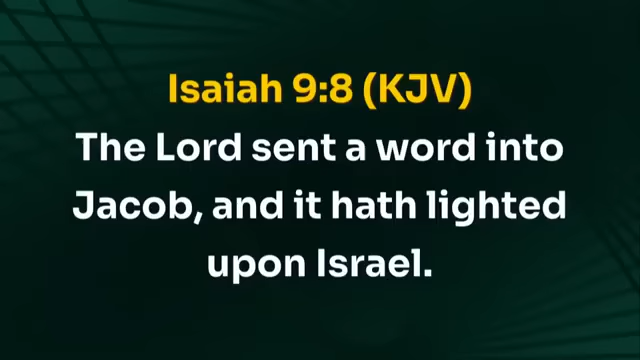 Isaiah 9:8 (KJV)
The Lord sent a word into
Jacob, and it hath lighted
upon Israel.